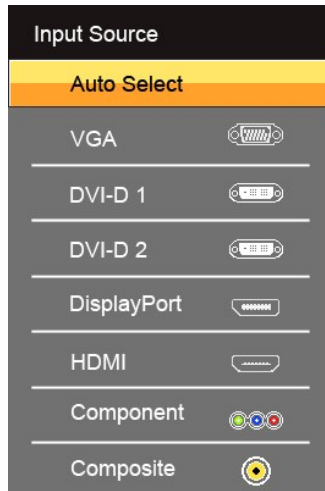 Input Source
Auto Select
VGA
DVI-D 1
DVI-D 2
DisplayPort
HDMI
Component
Composite